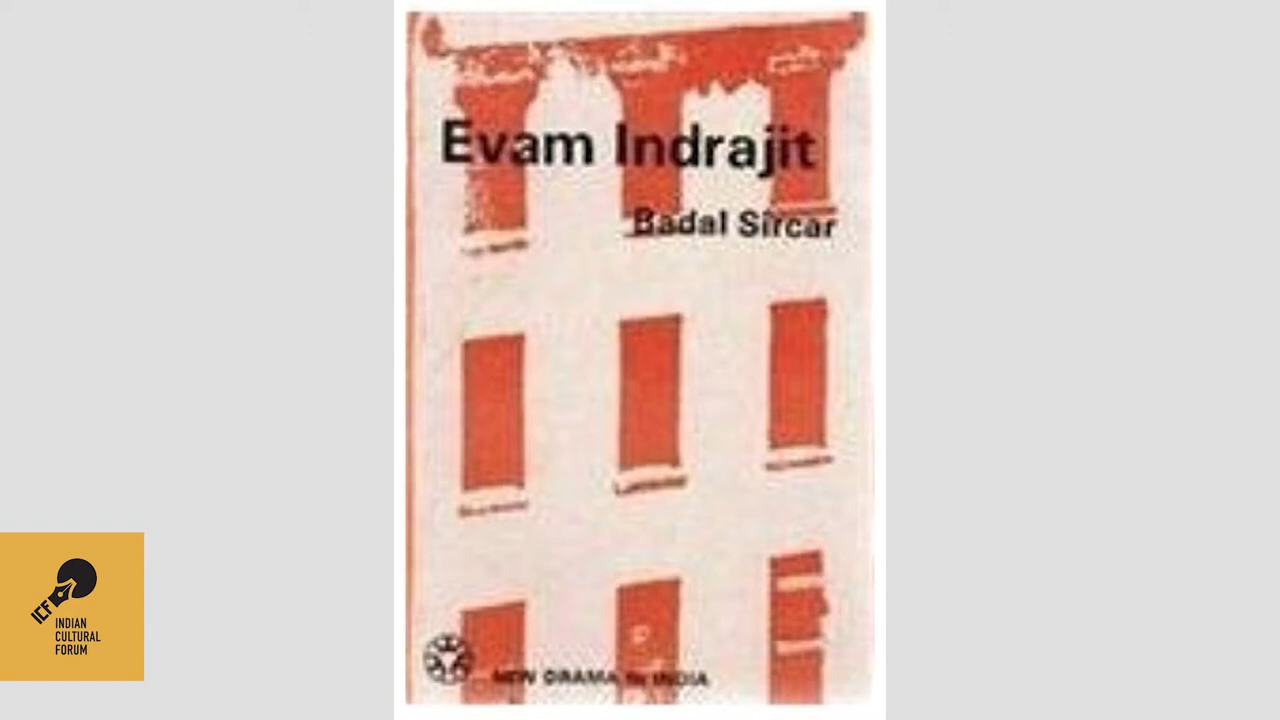 Evam Indrajit
Badal Sircar
NEW DRAMA IN INDIA
ICF
INDIAN
CULTURAL
FORUM